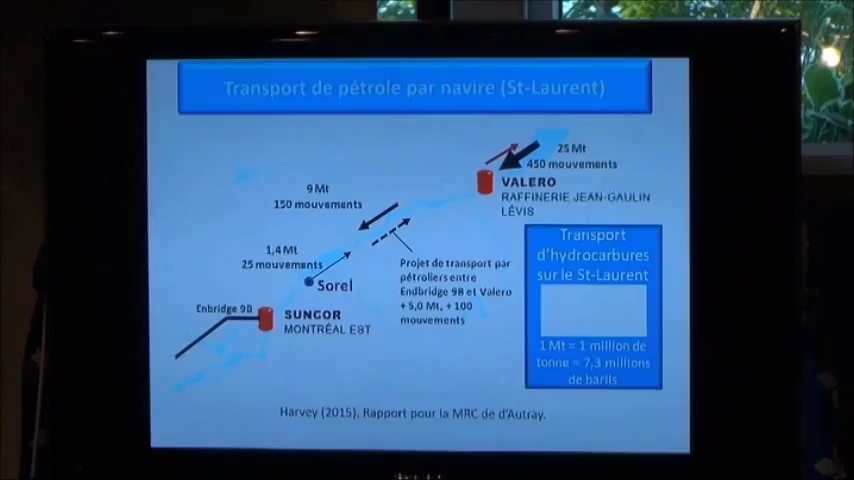 Transport de pétrole par navire (St-Laurent)
25 Mt
450 mouvements
VALERO
RAFFINERIE JEAN-GAULIN
LÉVIS
9 Mt
150 mouvements
1,4 Mt
25 mouvements
Sorel
Projet de transport par
pétroliers entre
Endbridge 9B et Valero
+ 5,0 Mt, + 100
mouvements
Enbridge 9B
SUNCOR
MONTRÉAL EST
Transport
d'hydrocarbures
sur le St-Laurent
1 Mt = 1 million de
tonne = 7,3 millions
de barils
Harvey (2015). Rapport pour la MRC de d'Autray.